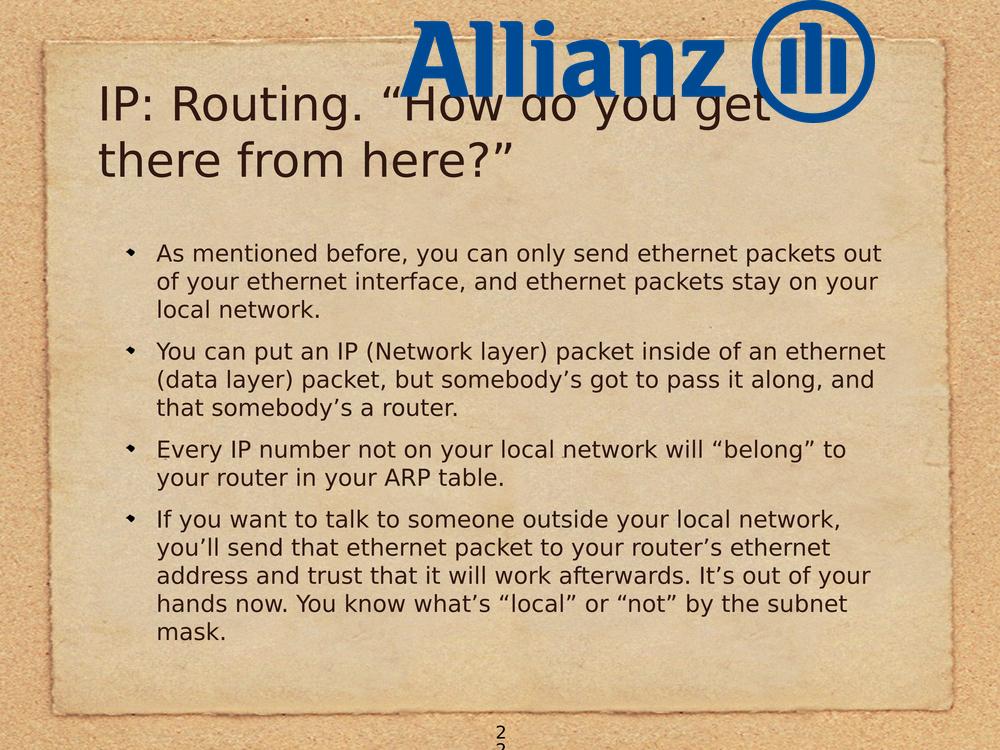 Allianz
IP: Routing. “How do you get
there from here?”
As mentioned before, you can only send ethernet packets out
of your ethernet interface, and ethernet packets stay on your
local network.
You can put an IP (Network layer) packet inside of an ethernet
(data layer) packet, but somebody’s got to pass it along, and
that somebody’s a router.
Every IP number not on your local network will “belong” to
your router in your ARP table.
If you want to talk to someone outside your local network,
you’ll send that ethernet packet to your router’s ethernet
address and trust that it will work afterwards. It’s out of your
hands now. You know what’s “local” or “not” by the subnet
mask.
2
2